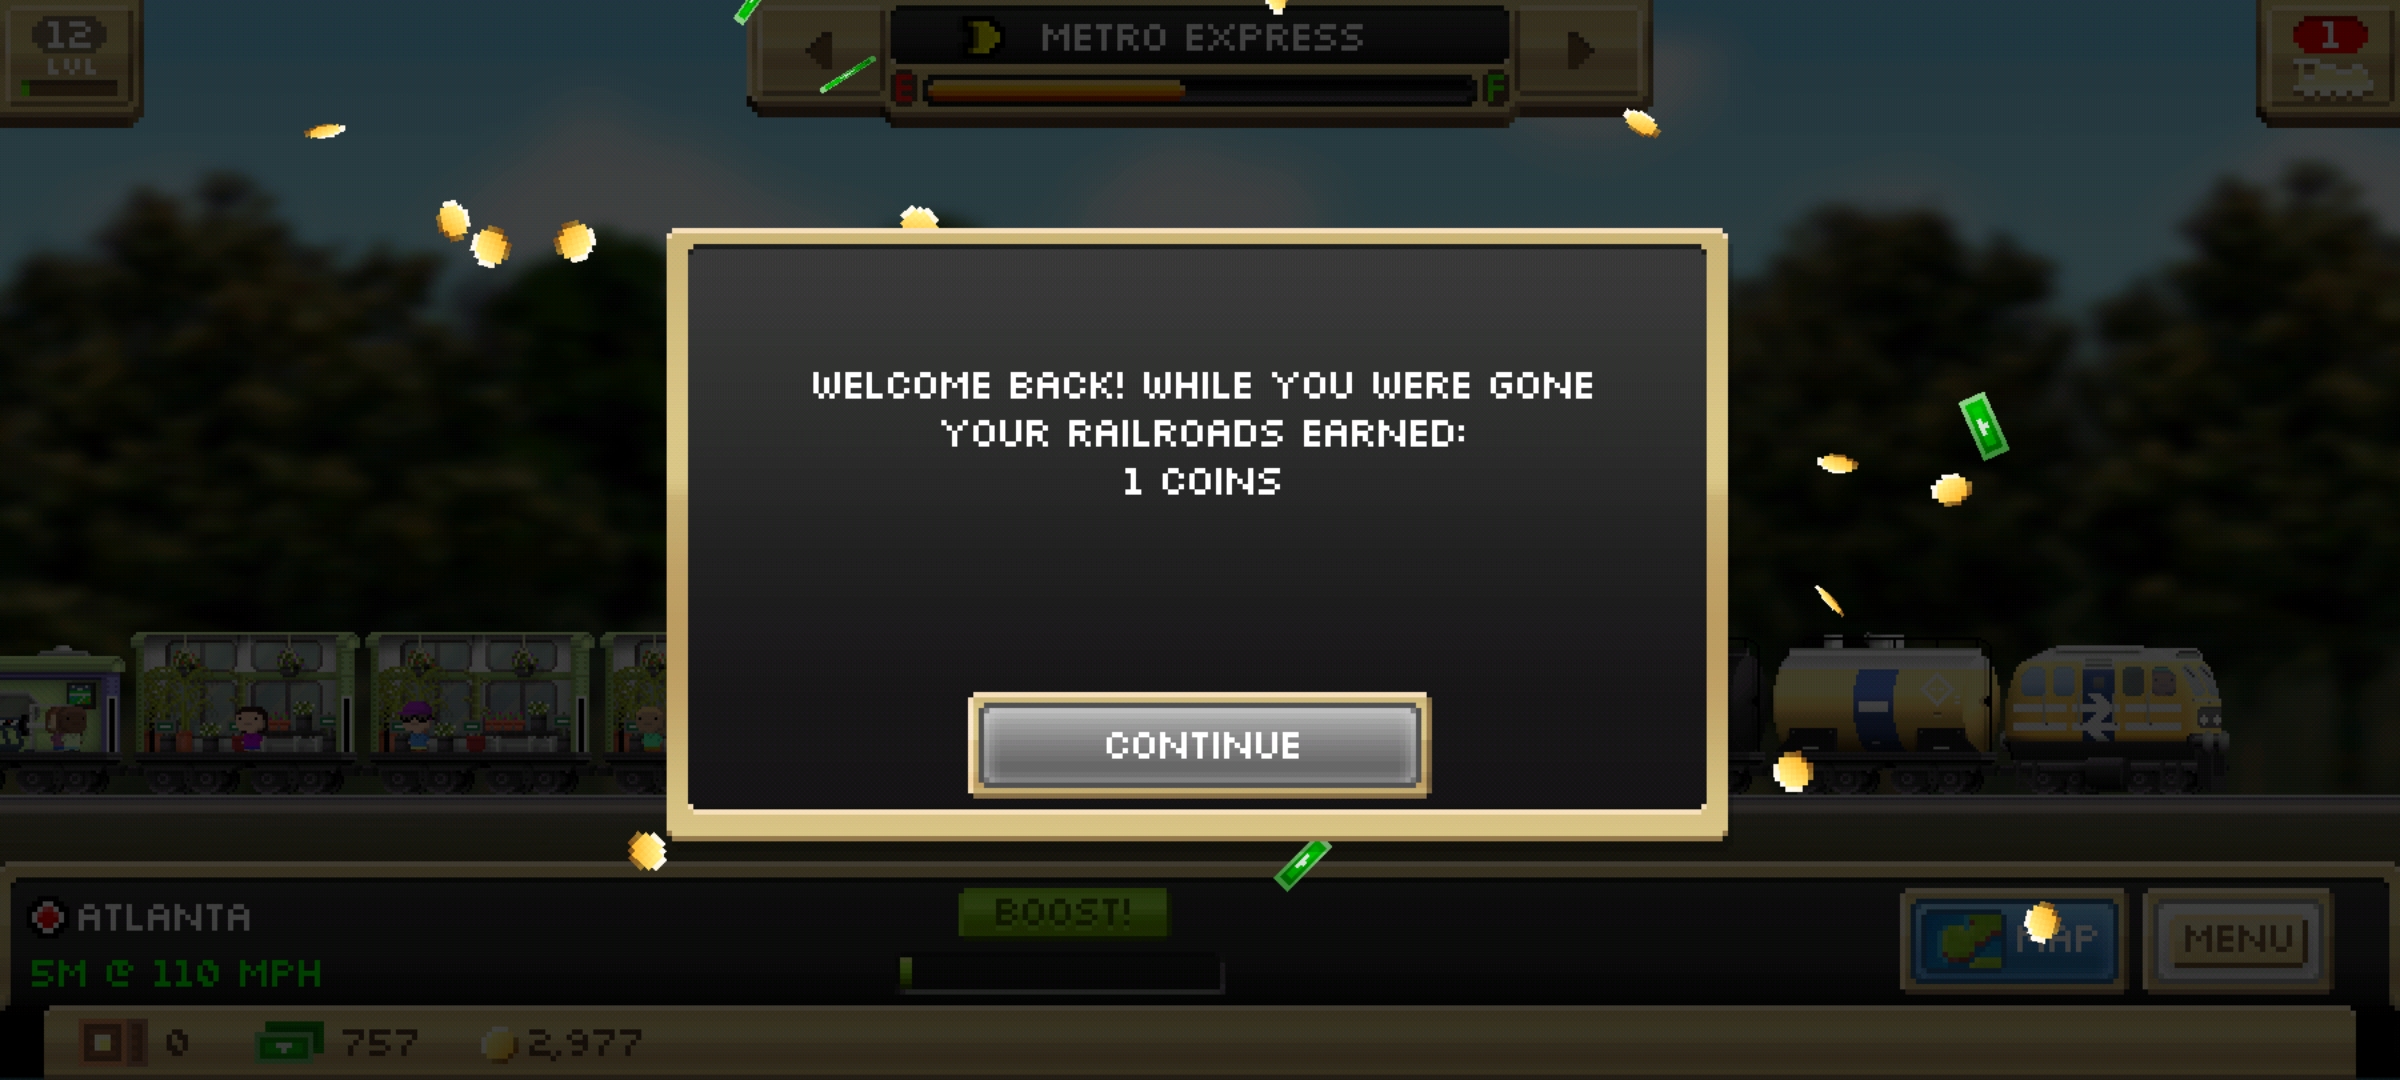 12
LVL
METRO EXPRESS
E
F
1
WELCOME BACK! WHILE YOU WERE GONE
YOUR RAILROADS EARNED:
1 COINS
CONTINUE
ATLANTA
5M @ 110 MPH
BOOST!
MAP
MENU
0
757
2,977